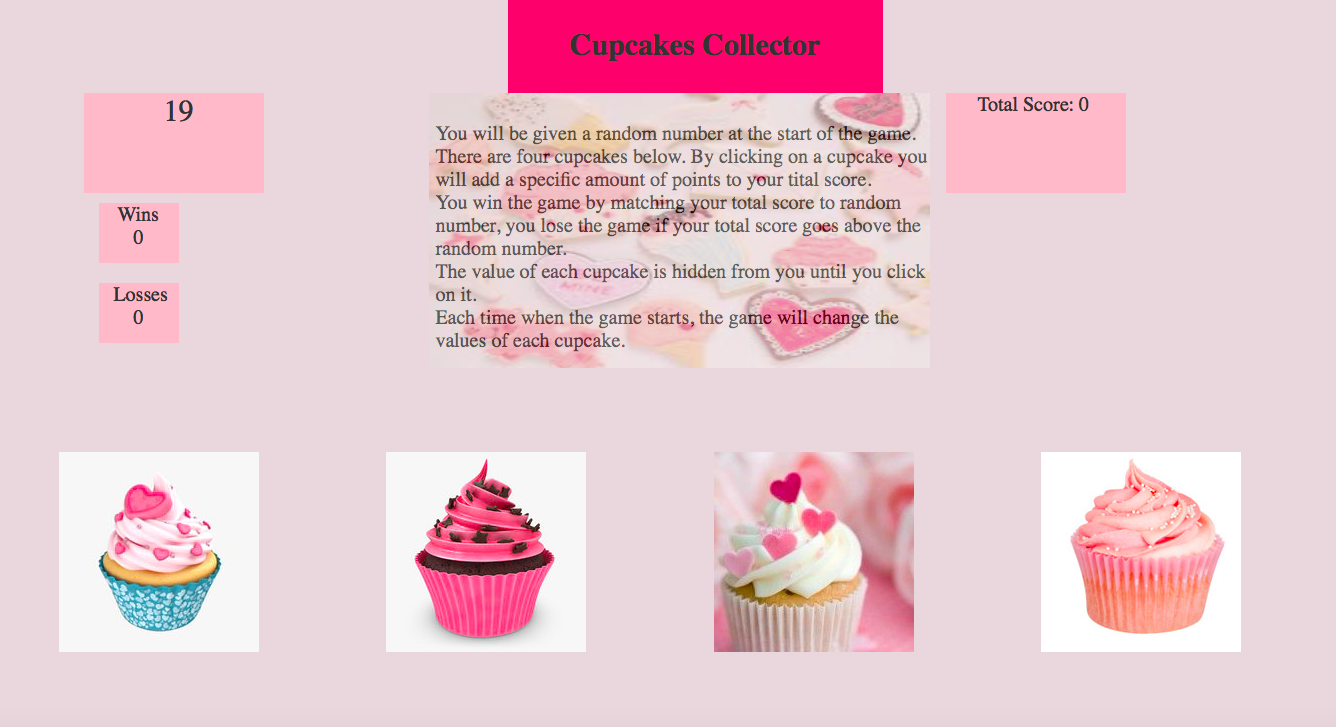 Cupcakes Collector
19
Total Score: 0
Wins
0
Losses
0
You will be given a random number at the start of the game.
There are four cupcakes below. By clicking on a cupcake you
will add a specific amount of points to your tital score.
You win the game by matching your total score to random
number, you lose the game if your total score goes above the
random number.
The value of each cupcake is hidden from you until you click
on it.
Each time when the game starts, the game will change the
values of each cupcake.